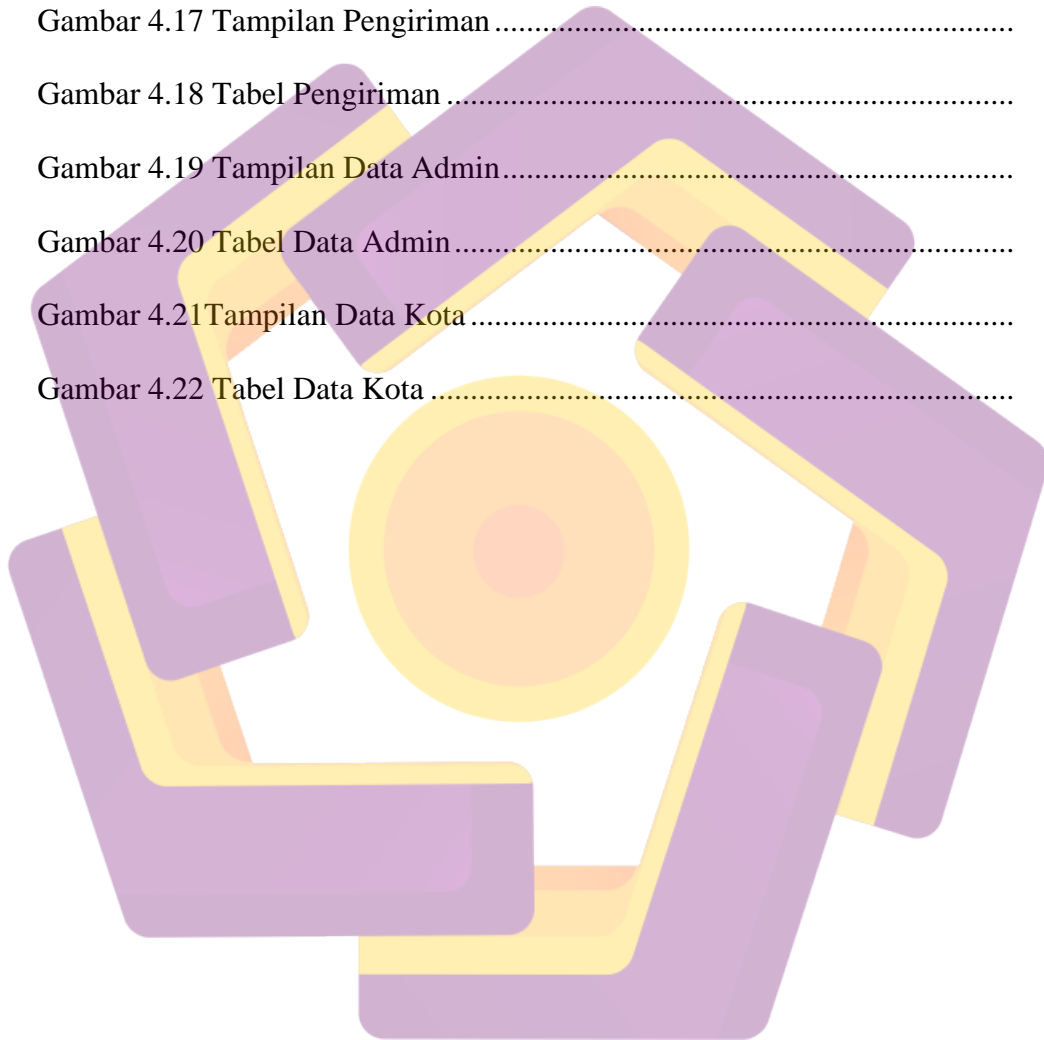 Gambar 4.17 Tampilan Pengiriman ..................................................................
Gambar 4.18 Tabel Pengiriman ........................................................................
Gambar 4.19 Tampilan Data Admin.................................................................
Gambar 4.20 Tabel Data Admin .......................................................................
Gambar 4.21Tampilan Data Kota .....................................................................
Gambar 4.22 Tabel Data Kota ..........................................................................